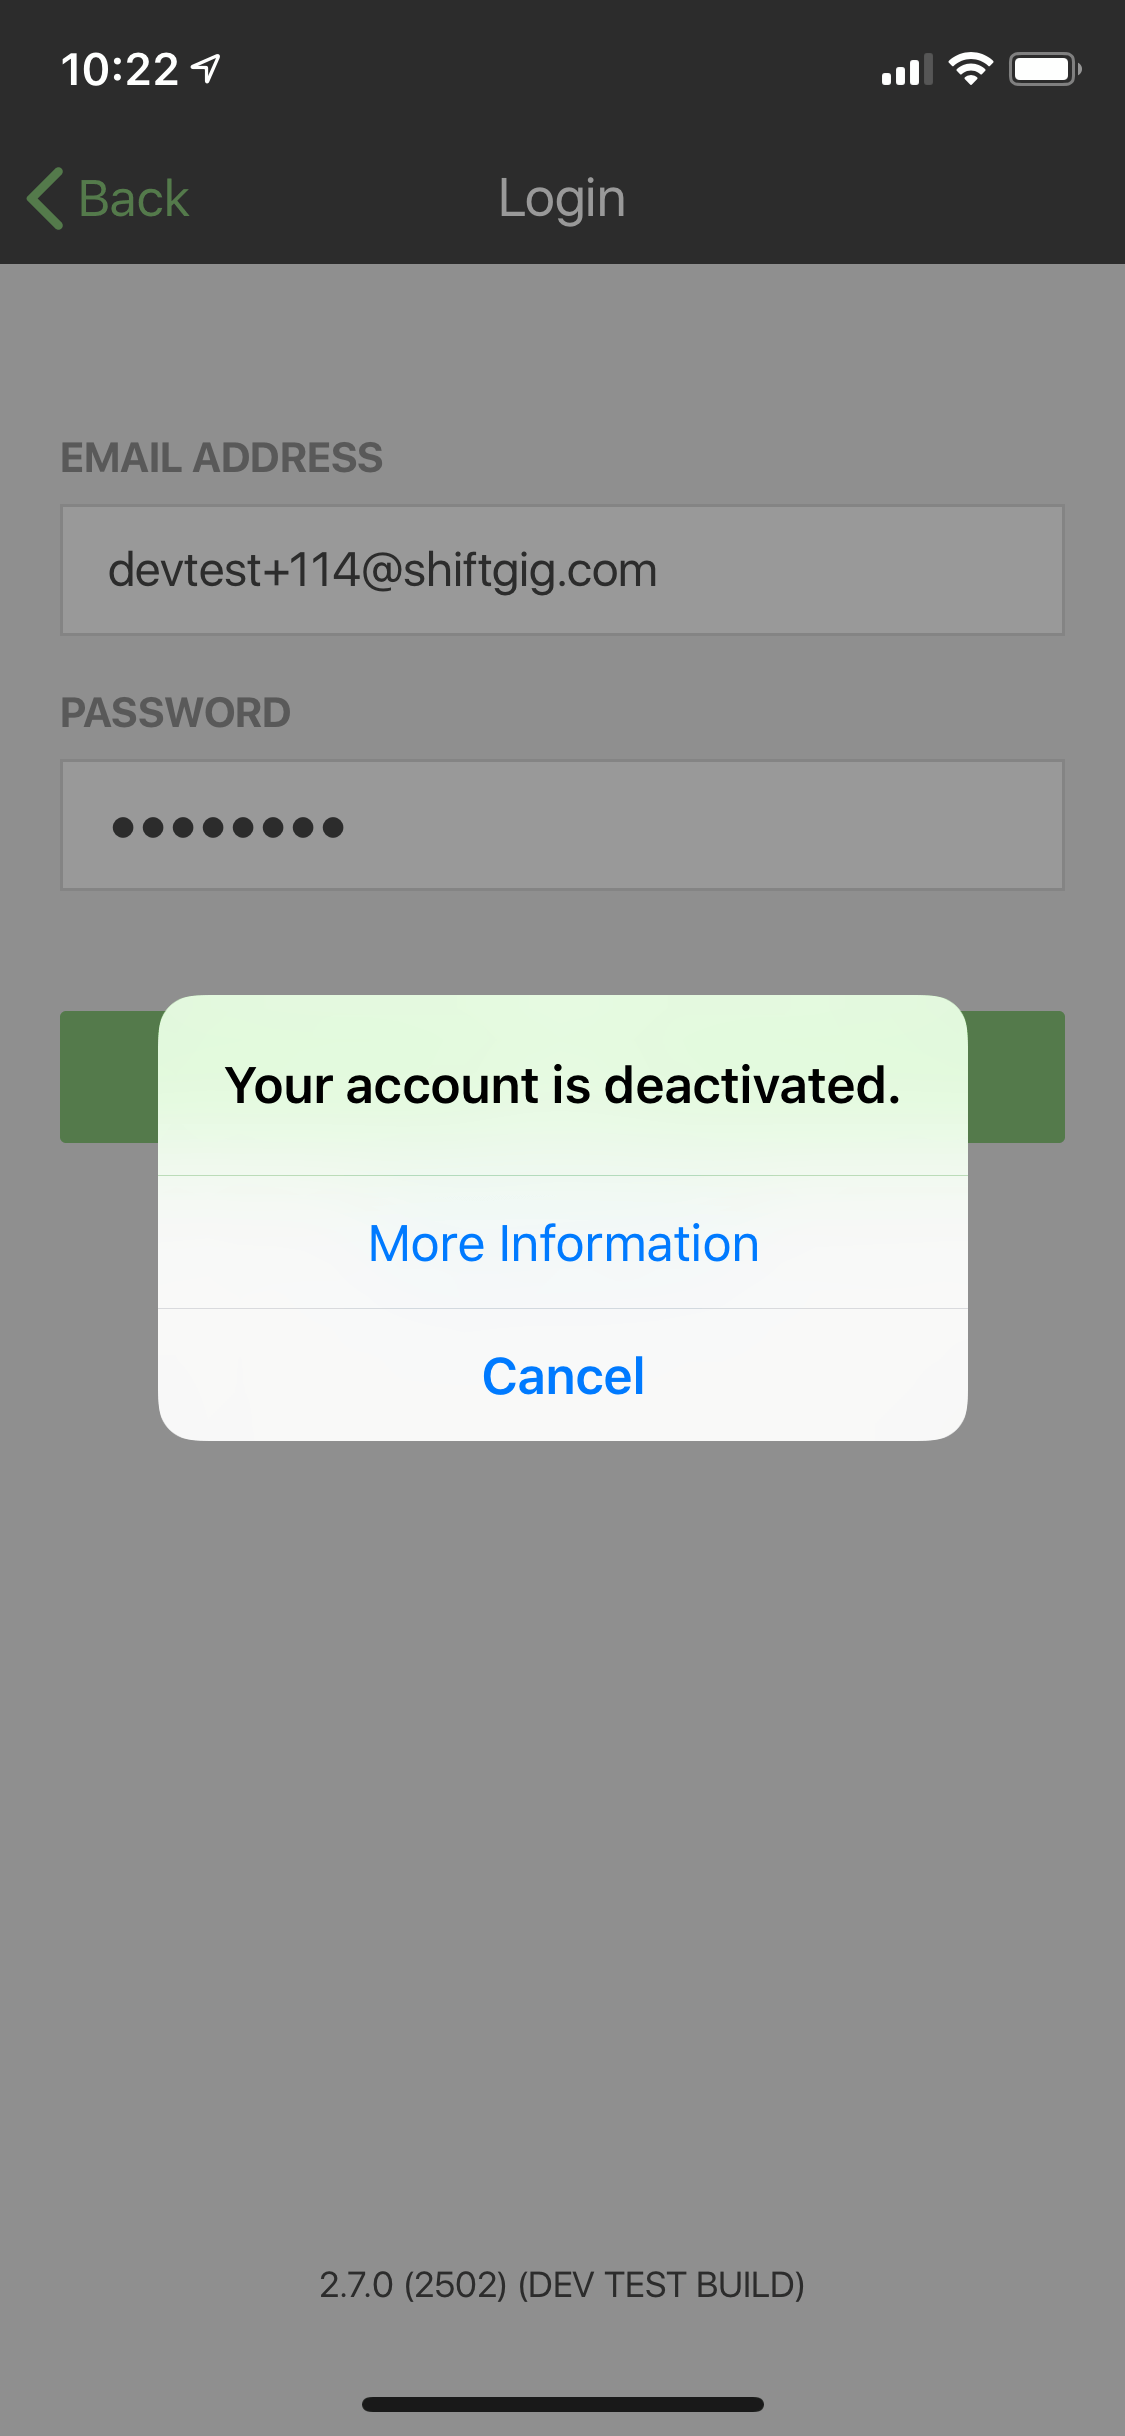 10:22
Back
Login
EMAIL ADDRESS
devtest+114@shiftgig.com
PASSWORD
••••••••
Your account is deactivated.
More Information
Cancel
2.7.0 (2502) (DEV TEST BUILD)